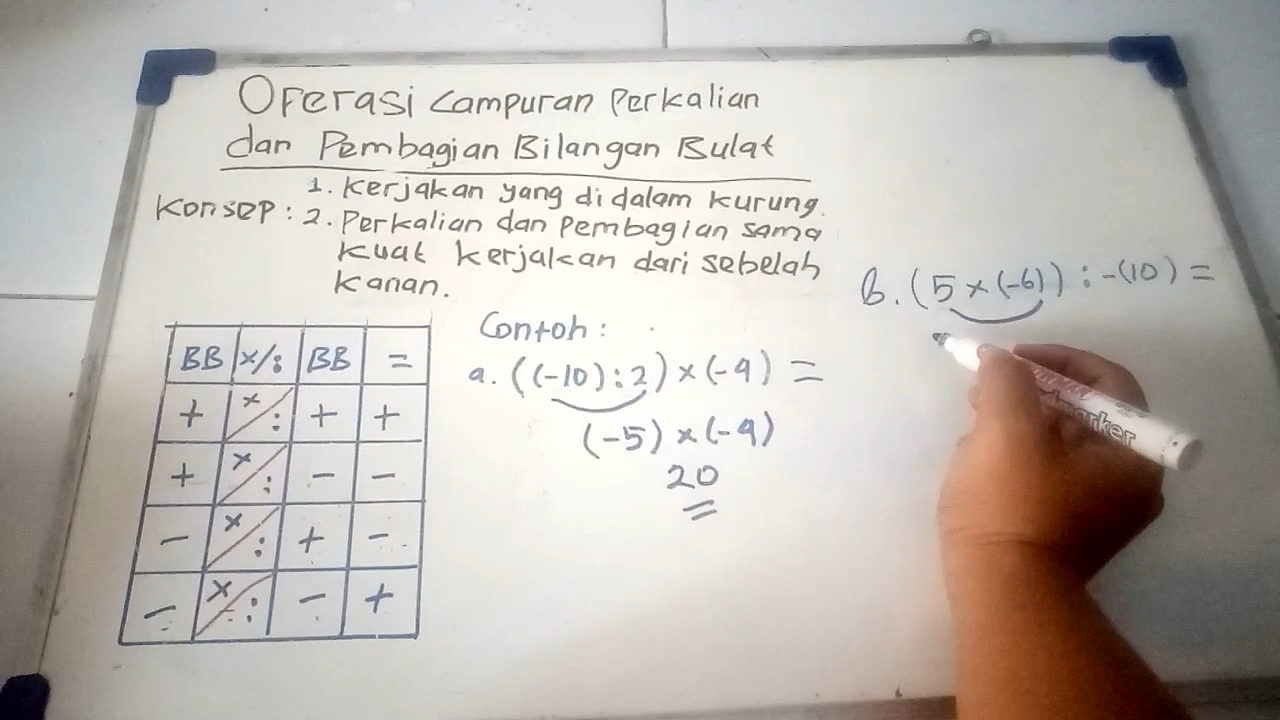 Operasi Campuran Perkalian
dan Pembagian Bilangan Bulat
Konsep : 1. Kerjakan yang di dalam kurung.
2. Perkalian dan Pembagian sama
kuat kerjakan dari sebelah
kanan.
BB x/: BB =
+ x/: + +
+ x/: - -
- x/: + -
- x/: - +
Contoh :
a. ((-10) : 2) x (-4) =
(-5) x (-4)
20
b. (5 x (-6)) : -(10) =